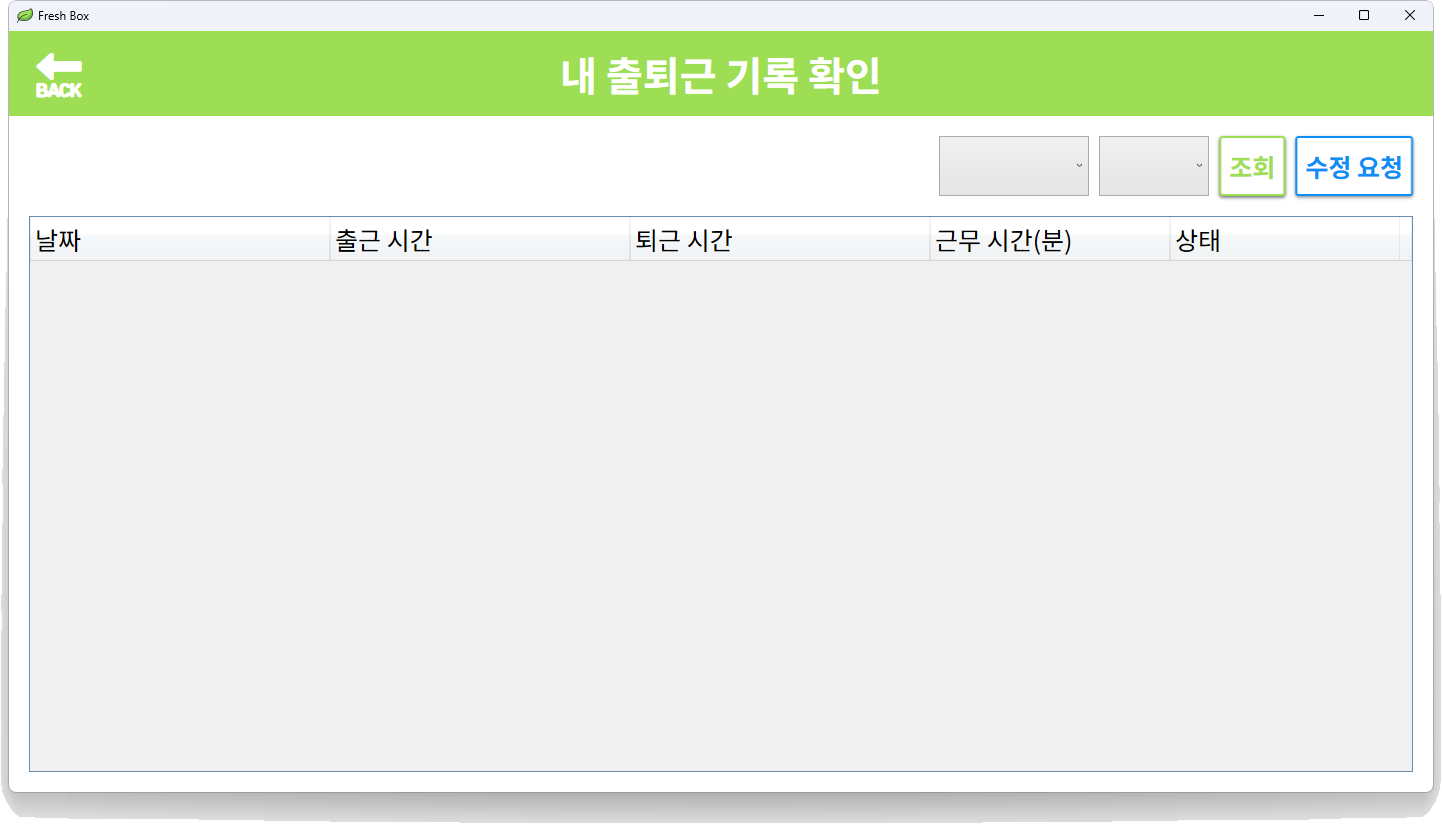 Fresh Box
BACK
내 출퇴근 기록 확인
조회
수정 요청
날짜
출근 시간
퇴근 시간
근무 시간(분)
상태